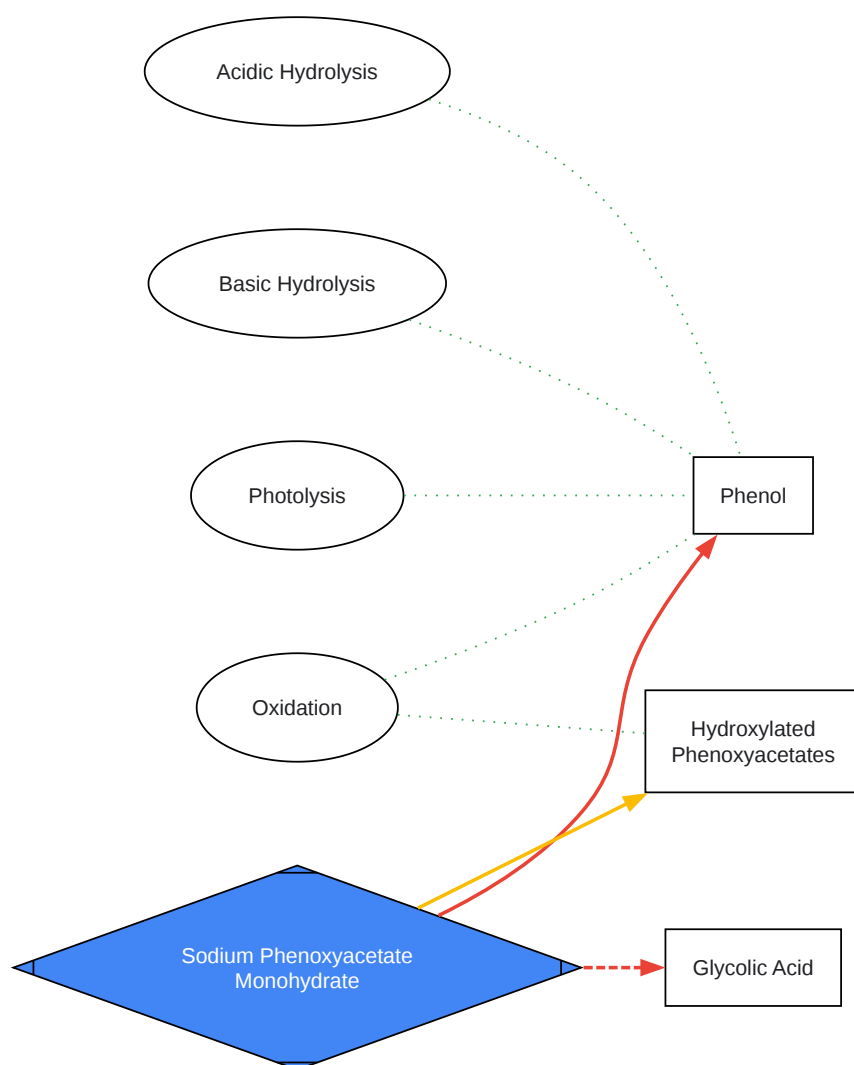 Acidic Hydrolysis
Basic Hydrolysis
Photolysis
Phenol
Oxidation
Hydroxylated
Phenoxyacetates
Sodium Phenoxyacetate
Monohydrate
Glycolic Acid